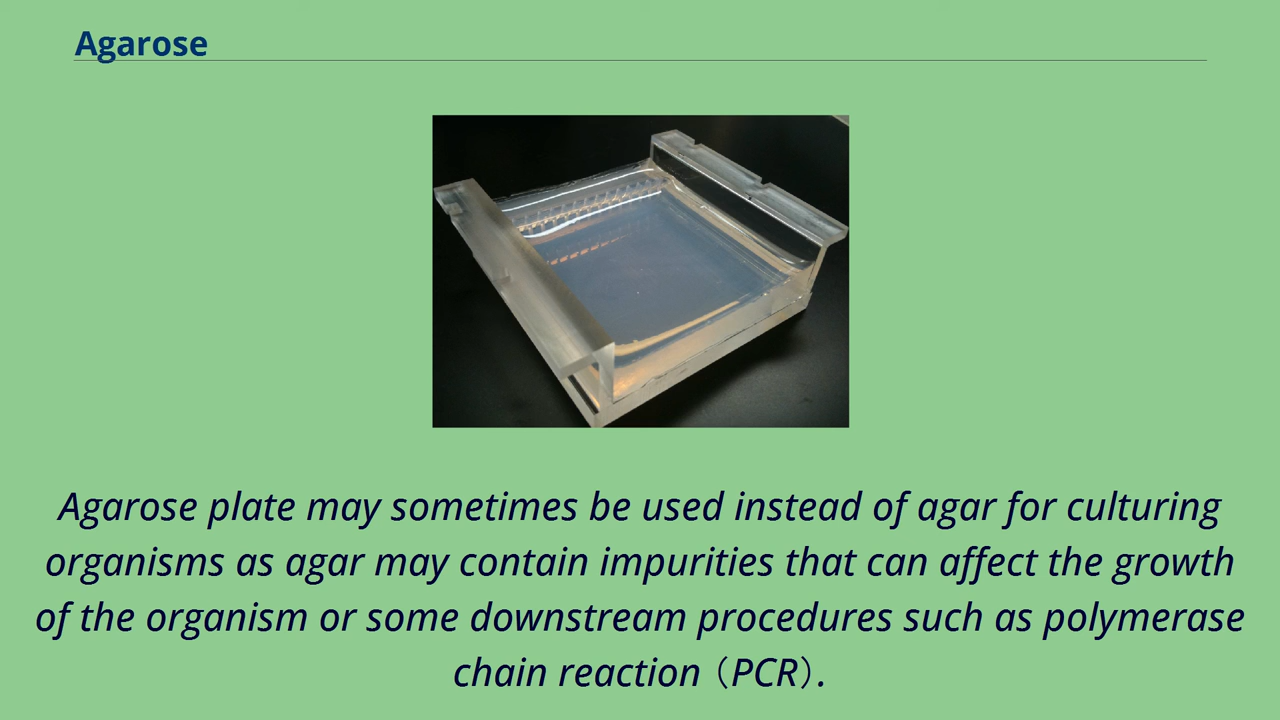 Agarose
Agarose plate may sometimes be used instead of agar for culturing
organisms as agar may contain impurities that can affect the growth
of the organism or some downstream procedures such as polymerase
chain reaction（PCR）.